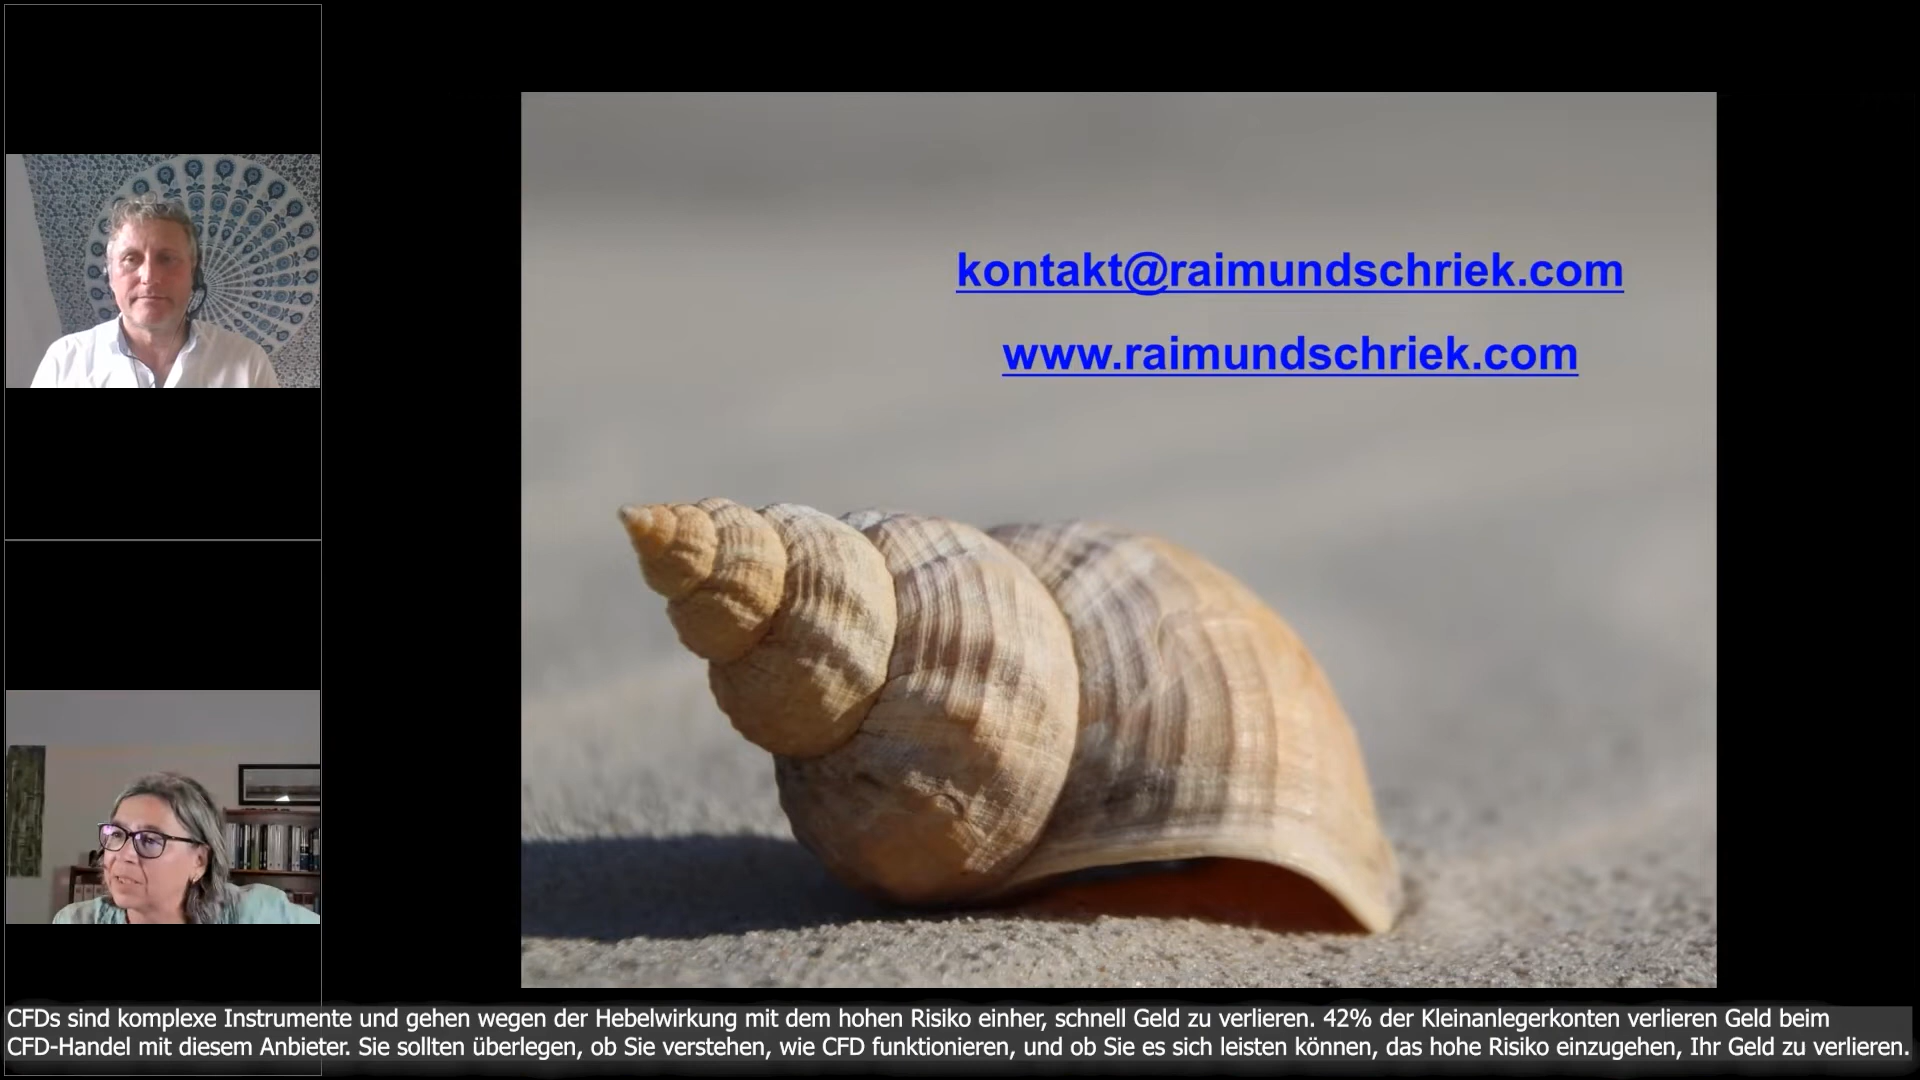 kontakt@raimundschriek.com
www.raimundschriek.com
CFDs sind komplexe Instrumente und gehen wegen der Hebelwirkung mit dem hohen Risiko einher, schnell Geld zu verlieren. 42% der Kleinanlegerkonten verlieren Geld beim
CFD-Handel mit diesem Anbieter. Sie sollten überlegen, ob Sie verstehen, wie CFD funktionieren, und ob Sie es sich leisten können, das hohe Risiko einzugehen, Ihr Geld zu verlieren.